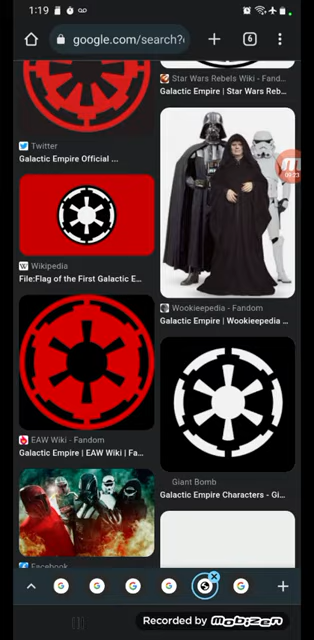 1:19
google.com/search?
6
Star Wars Rebels Wiki - Fand...
Galactic Empire | Star Wars Reb...
Twitter
Galactic Empire Official ...
09:23
W Wikipedia
File:Flag of the First Galactic E...
Wookieepedia - Fandom
Galactic Empire | Wookieepedia ...
EAW Wiki - Fandom
Galactic Empire | EAW Wiki | Fa...
Giant Bomb
Galactic Empire Characters - Gi...
Facebook
Recorded by Mobizen